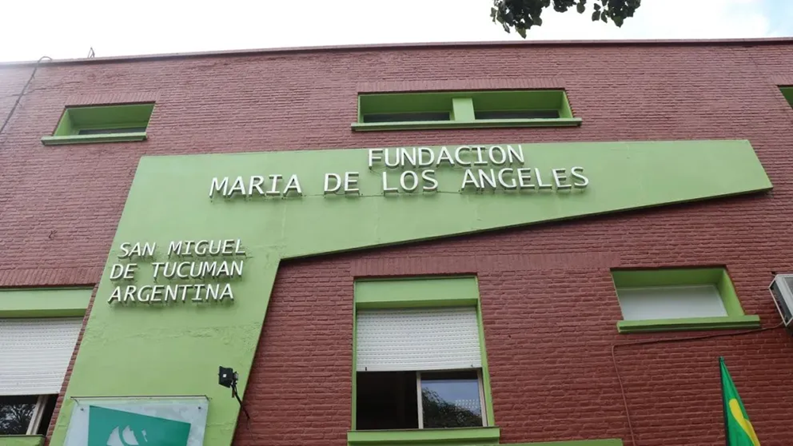 FUNDACION
MARIA DE LOS ANGELES
SAN MIGUEL
DE TUCUMAN
ARGENTINA